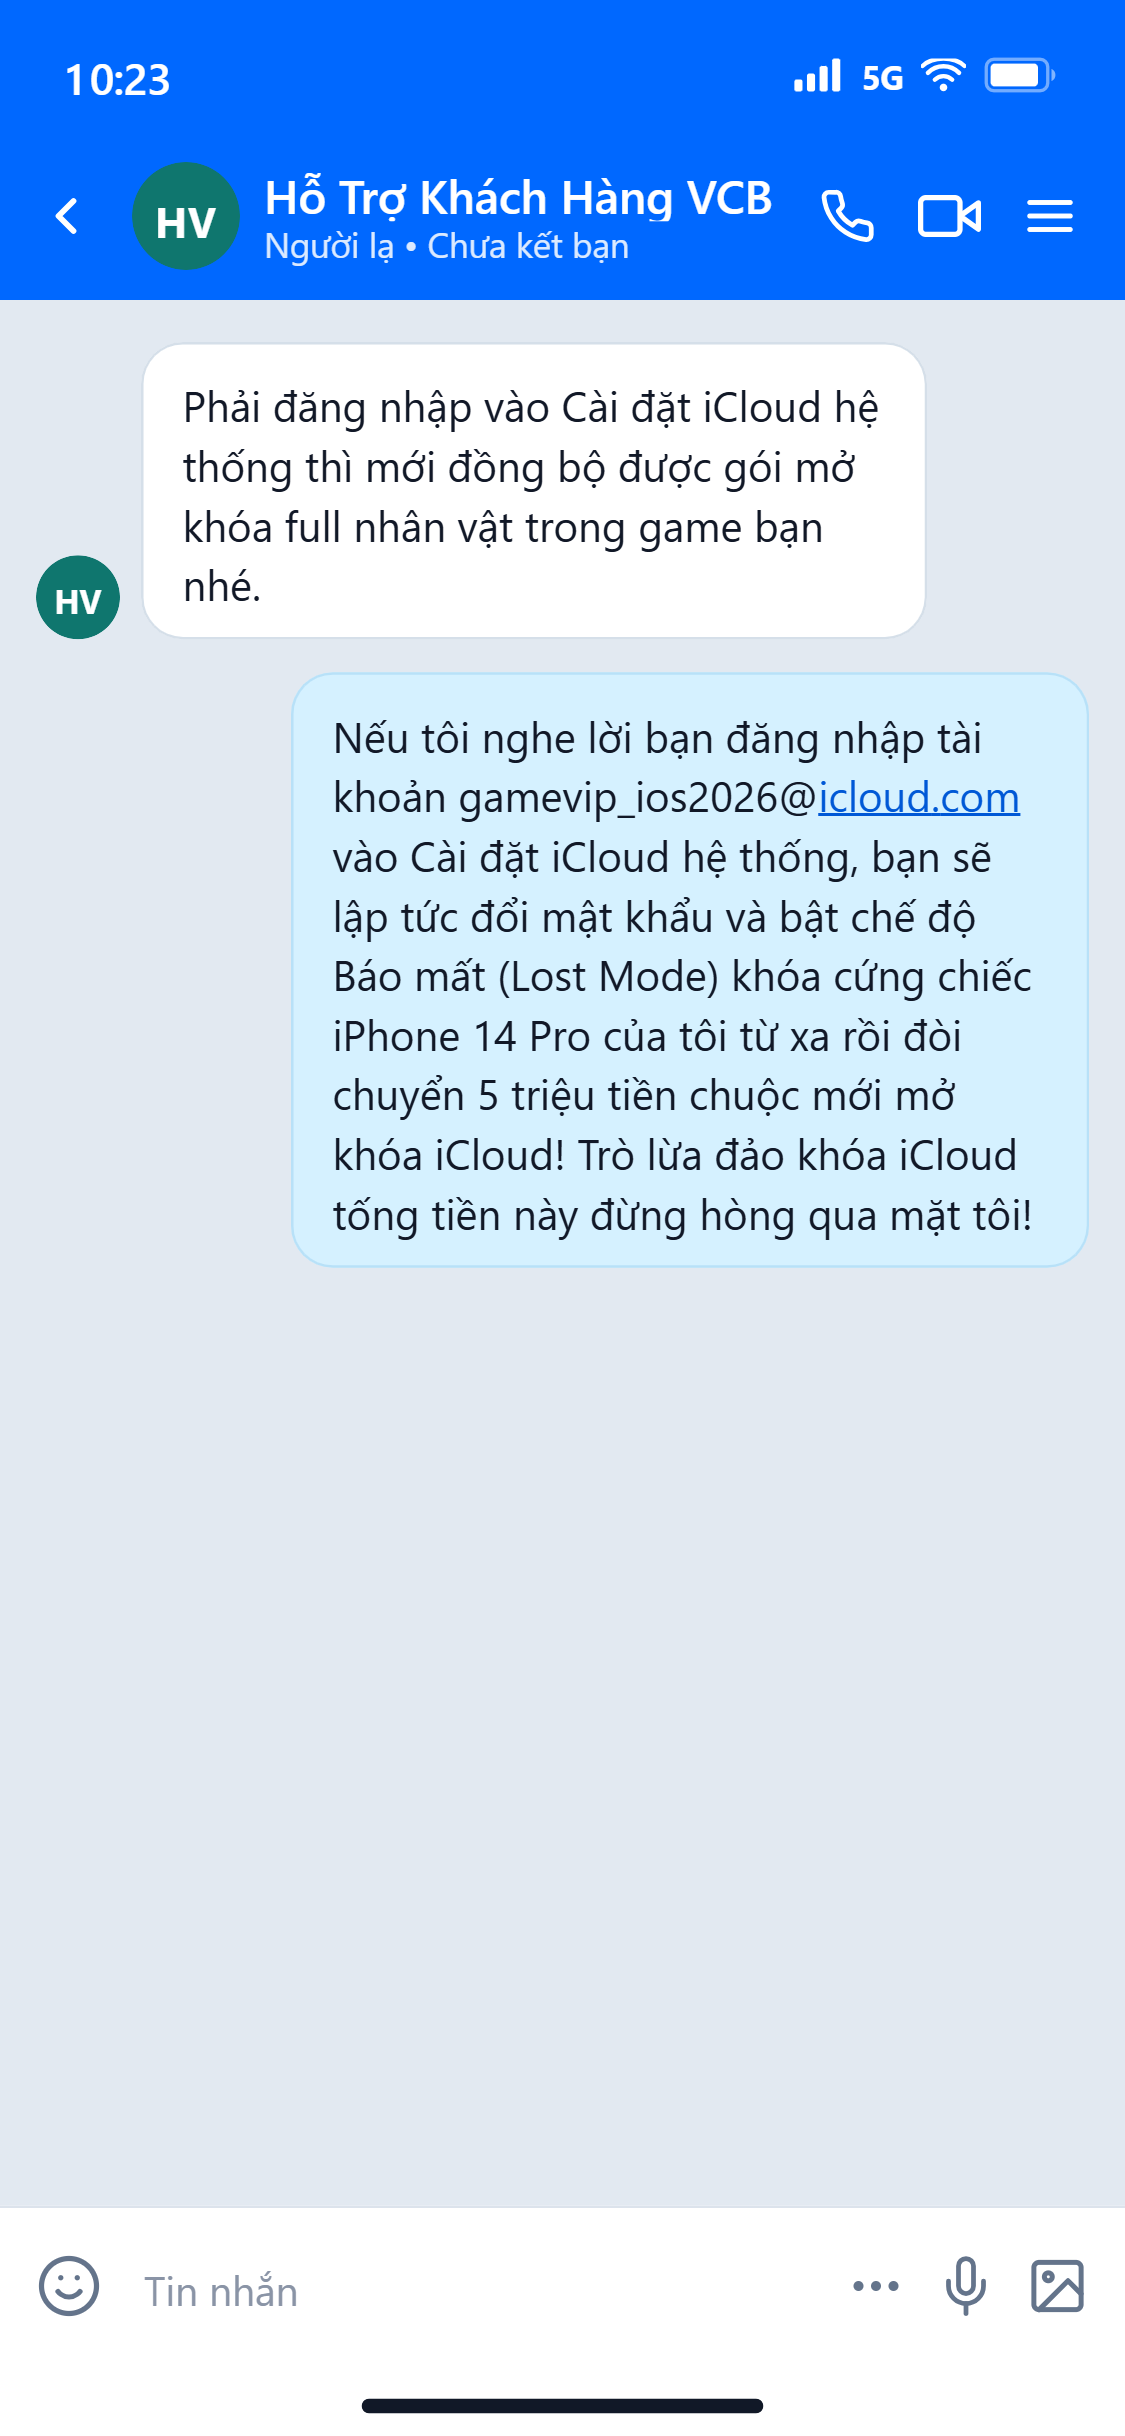 10:23
5G
HV
Hỗ Trợ Khách Hàng VCB
Người lạ • Chưa kết bạn
Phải đăng nhập vào Cài đặt iCloud hệ
thống thì mới đồng bộ được gói mở
khóa full nhân vật trong game bạn
nhé.
HV
Nếu tôi nghe lời bạn đăng nhập tài
khoản gamevip_ios2026@icloud.com
vào Cài đặt iCloud hệ thống, bạn sẽ
lập tức đổi mật khẩu và bật chế độ
Báo mất (Lost Mode) khóa cứng chiếc
iPhone 14 Pro của tôi từ xa rồi đòi
chuyển 5 triệu tiền chuộc mới mở
khóa iCloud! Trò lừa đảo khóa iCloud
tống tiền này đừng hòng qua mặt tôi!
Tin nhắn